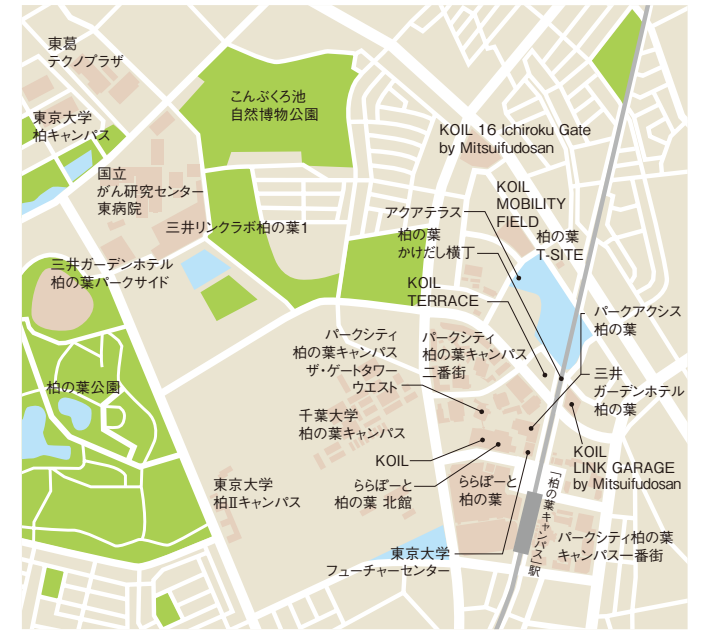 東葛
テクノプラザ
東京大学
柏キャンパス
こんぶくろ池
自然博物公園
KOIL 16 Ichiroku Gate
by Mitsuifudosan
国立
がん研究センター
東病院
三井リンクラボ柏の葉1
KOIL
MOBILITY
FIELD
アクアテラス
柏の葉
かけだし横丁
柏の葉
T-SITE
三井ガーデンホテル
柏の葉パークサイド
KOIL
TERRACE
パークアクシス
柏の葉
パークシティ
柏の葉キャンパス
ザ・ゲートタワー
ウエスト
パークシティ
柏の葉キャンパス
二番街
三井
ガーデンホテル
柏の葉
柏の葉公園
千葉大学
柏の葉キャンパス
KOIL
KOIL
LINK GARAGE
by Mitsuifudosan
東京大学
柏Ⅱキャンパス
ららぽーと
柏の葉 北館
ららぽーと
柏の葉
「柏の葉キャンパス」駅
パークシティ柏の葉
キャンパス一番街
東京大学
フューチャーセンター